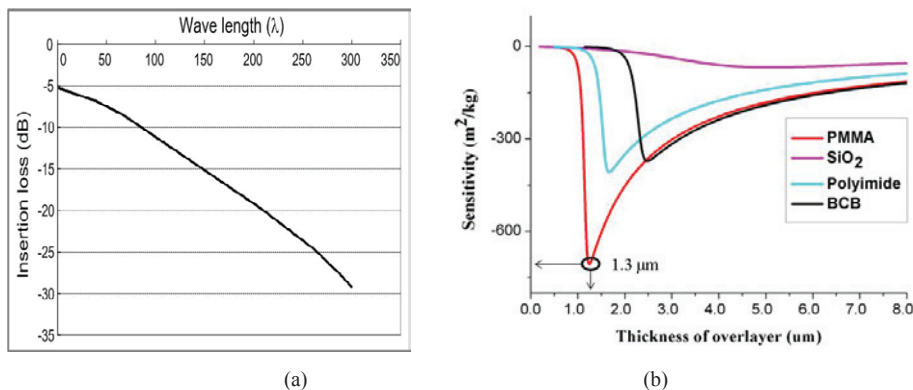 (a)
Wave length (λ)
0 50 100 150 200 250 300 350
0
-5
-10
-15
-20
-25
-30
-35
Insertion loss (dB)
(b)
0
-300
-600
Sensitivity (m²/kg)
PMMA
SiO₂
Polyimide
BCB
1.3 µm
0.0 1.0 2.0 3.0 4.0 5.0 6.0 7.0 8.0
Thickness of overlayer (um)
(a) (b)